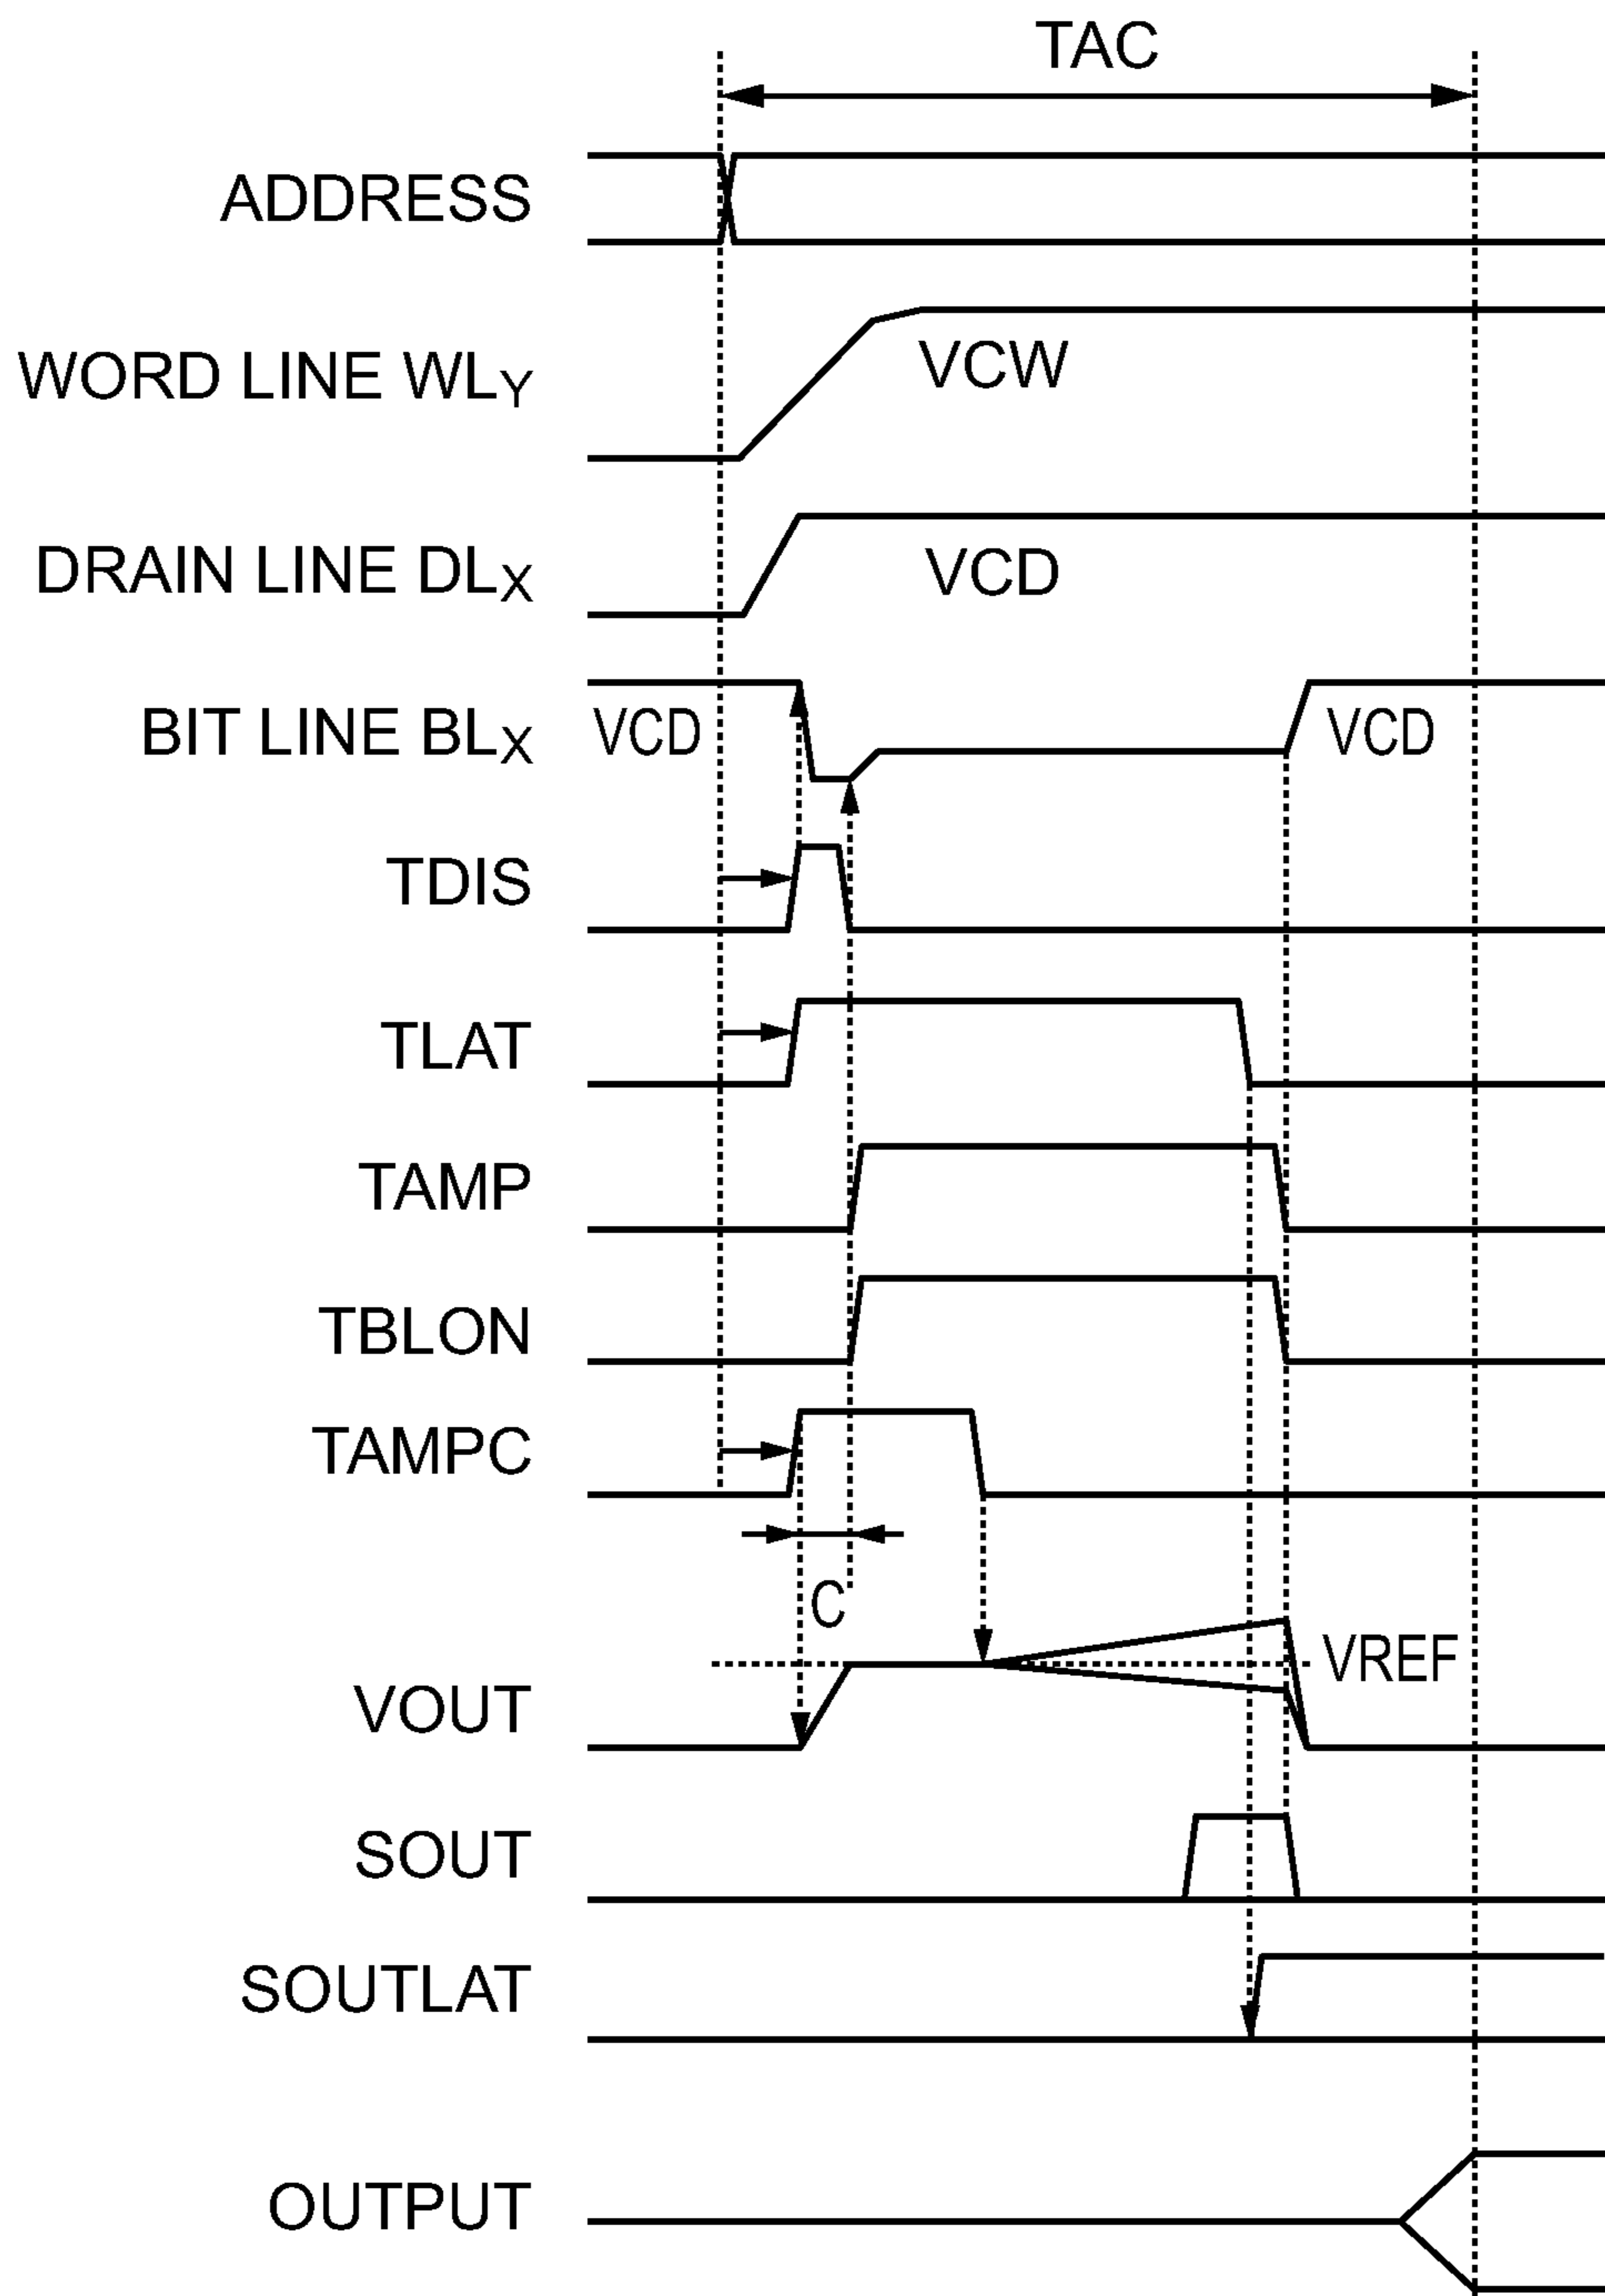 TAC
ADDRESS
WORD LINE WLY
VCW
DRAIN LINE DLX
VCD
BIT LINE BLX
VCD
VCD
TDIS
TLAT
TAMP
TBLON
TAMPC
C
VREF
VOUT
SOUT
SOUTLAT
OUTPUT